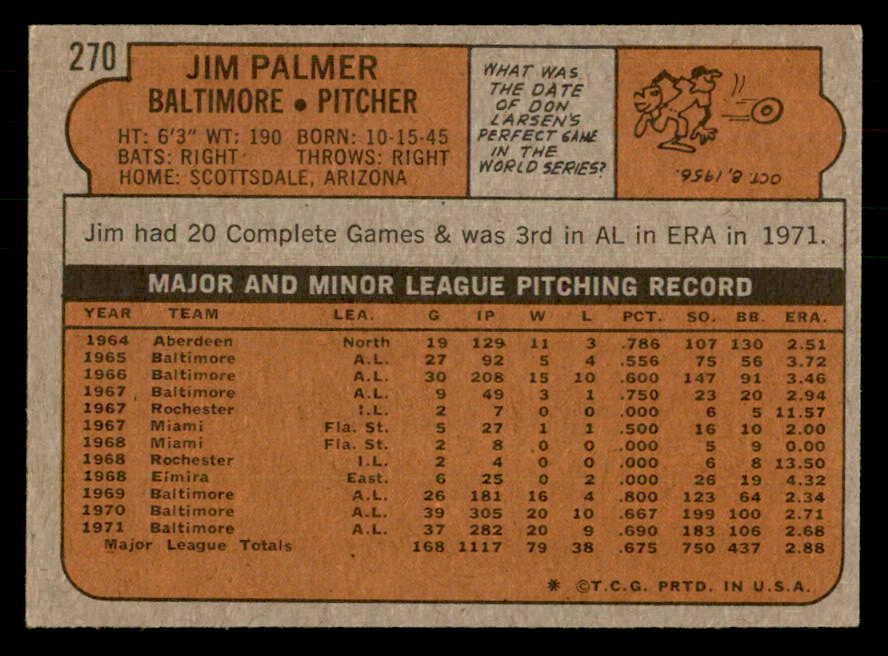 270
JIM PALMER
BALTIMORE • PITCHER
HT: 6'3" WT: 190 BORN: 10-15-45
BATS: RIGHT THROWS: RIGHT
HOME: SCOTTSDALE, ARIZONA
WHAT WAS
THE DATE
OF DON
LARSEN'S
PERFECT GAME
IN THE
WORLD SERIES?
OCT. 8, 1956.
Jim had 20 Complete Games & was 3rd in AL in ERA in 1971.
MAJOR AND MINOR LEAGUE PITCHING RECORD
YEAR TEAM LEA. G IP W L PCT. SO. BB. ERA.
1964 Aberdeen North 19 129 11 3 .786 107 130 2.51
1965 Baltimore A.L. 27 92 5 4 .556 75 56 3.72
1966 Baltimore A.L. 30 208 15 10 .600 147 91 3.46
1967 Baltimore A.L. 9 49 3 1 .750 23 20 2.94
1967 Rochester I.L. 2 7 0 0 .000 6 5 11.57
1967 Miami Fla. St. 5 27 1 1 .500 16 10 2.00
1968 Miami Fla. St. 2 8 0 0 .000 5 9 0.00
1968 Rochester I.L. 2 4 0 0 .000 6 8 13.50
1968 Elmira East. 6 25 0 2 .000 26 19 4.32
1969 Baltimore A.L. 26 181 16 4 .800 123 64 2.34
1970 Baltimore A.L. 39 305 20 10 .667 199 100 2.71
1971 Baltimore A.L. 37 282 20 9 .690 183 106 2.68
Major League Totals 168 1117 79 38 .675 750 437 2.88
* ©T.C.G. PRTD. IN U.S.A.